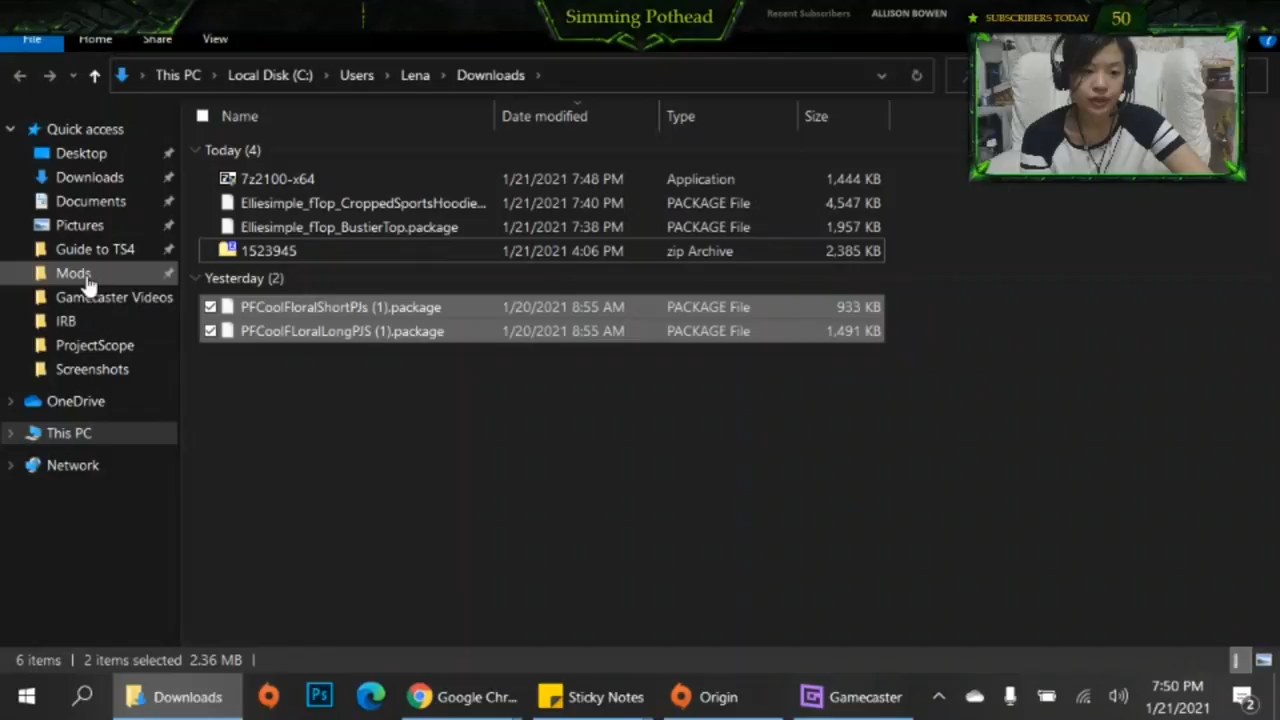 Simming Pothead
Recent Subscribers
ALLISON BOWEN
SUBSCRIBERS TODAY
50
File
Home
Share
View
This PC
Local Disk (C:)
Users
Lena
Downloads
Name
Date modified
Type
Size
Quick access
Desktop
Downloads
Documents
Pictures
Guide to TS4
Mods
Gamecaster Videos
IRB
ProjectScope
Screenshots
OneDrive
This PC
Network
Today (4)
7z2100-x64 1/21/2021 7:48 PM Application 1,444 KB
Elliesimple_fTop_CroppedSportsHoodie... 1/21/2021 7:40 PM PACKAGE File 4,547 KB
Elliesimple_fTop_BustierTop.package 1/21/2021 7:38 PM PACKAGE File 1,957 KB
1523945 1/21/2021 4:06 PM zip Archive 2,385 KB
Yesterday (2)
PFCoolFloralShortPJs (1).package 1/20/2021 8:55 AM PACKAGE File 933 KB
PFCoolFLoralLongPJS (1).package 1/20/2021 8:55 AM PACKAGE File 1,491 KB
6 items
2 items selected 2.36 MB
Downloads
Ps
Google Chr...
Sticky Notes
Origin
Gamecaster
7:50 PM
1/21/2021
2